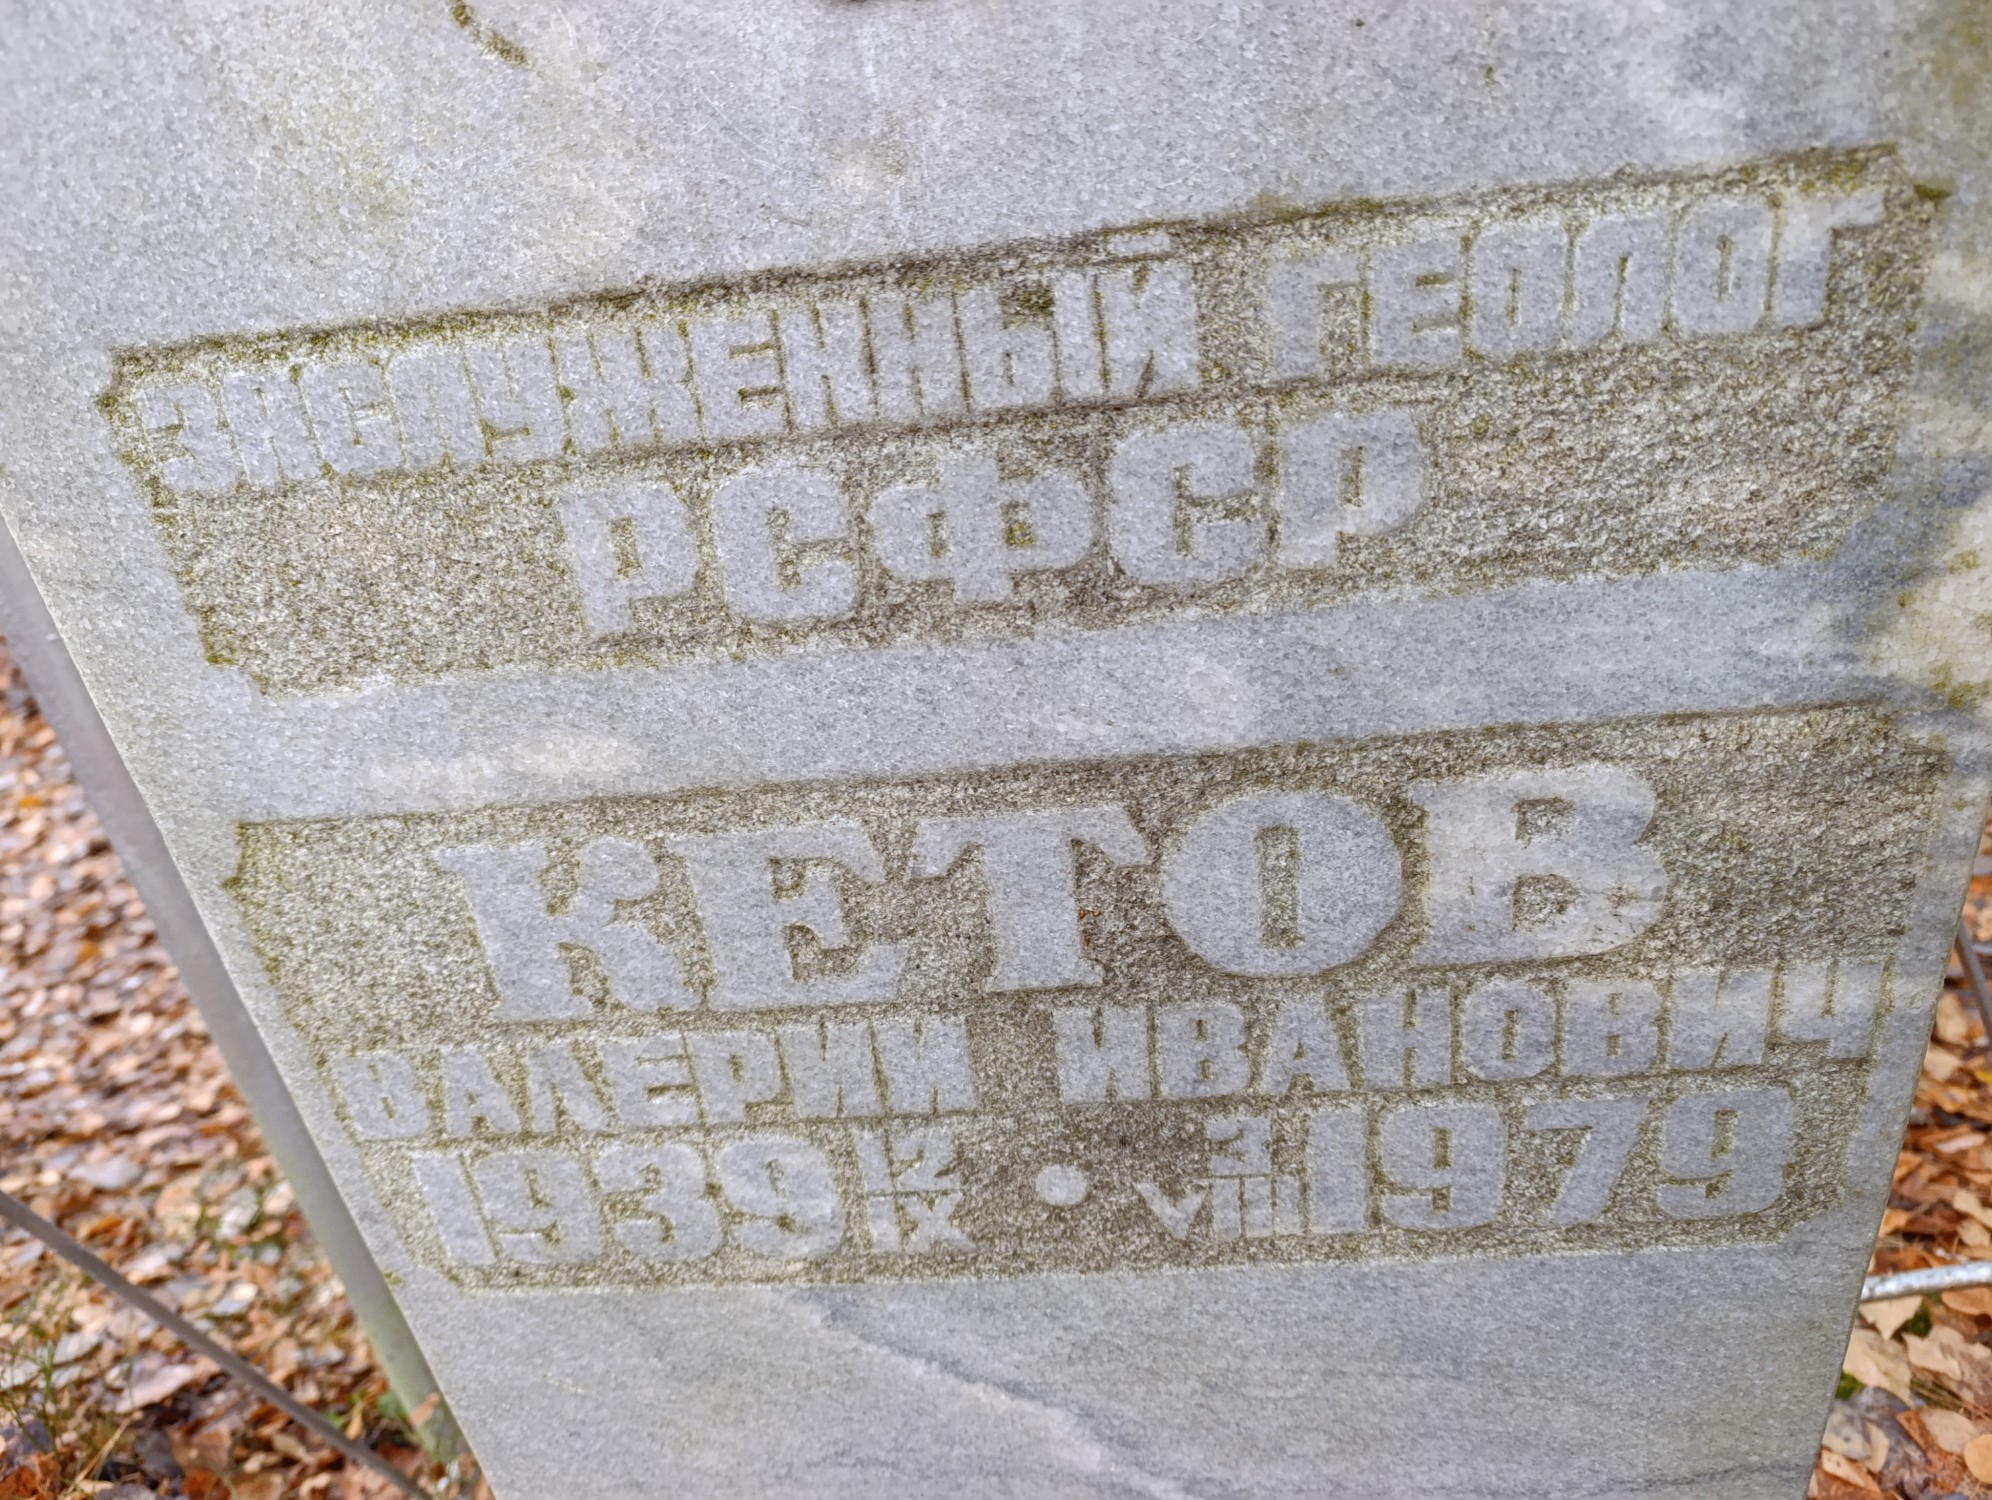 ЗАСЛУЖЕННЫЙ ГЕОЛОГ
РСФСР
КЕТОВ
ВАЛЕРИЙ ИВАНОВИЧ
1939 12/IX • 3/VIII 1979